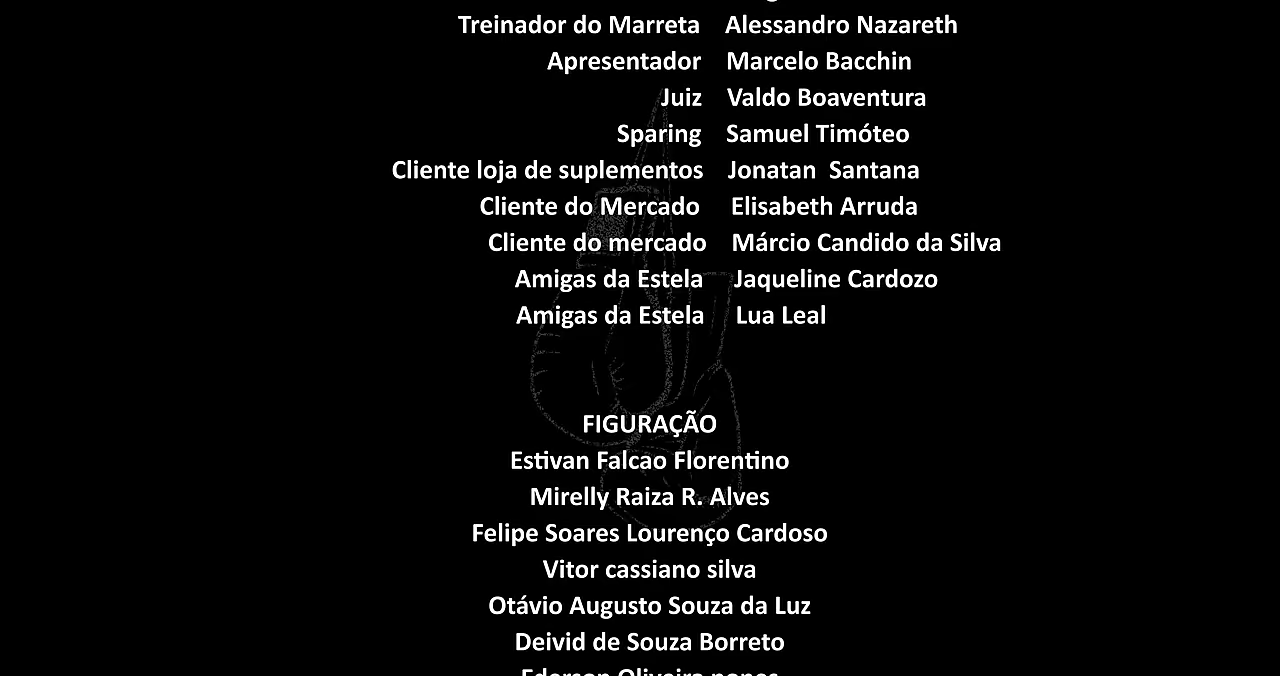 Treinador do Marreta Alessandro Nazareth
Apresentador Marcelo Bacchin
Juiz Valdo Boaventura
Sparing Samuel Timóteo
Cliente loja de suplementos Jonatan Santana
Cliente do Mercado Elisabeth Arruda
Cliente do mercado Márcio Candido da Silva
Amigas da Estela Jaqueline Cardozo
Amigas da Estela Lua Leal
FIGURAÇÃO
Estivan Falcao Florentino
Mirelly Raiza R. Alves
Felipe Soares Lourenço Cardoso
Vitor cassiano silva
Otávio Augusto Souza da Luz
Deivid de Souza Borreto
Ederson Oliveira